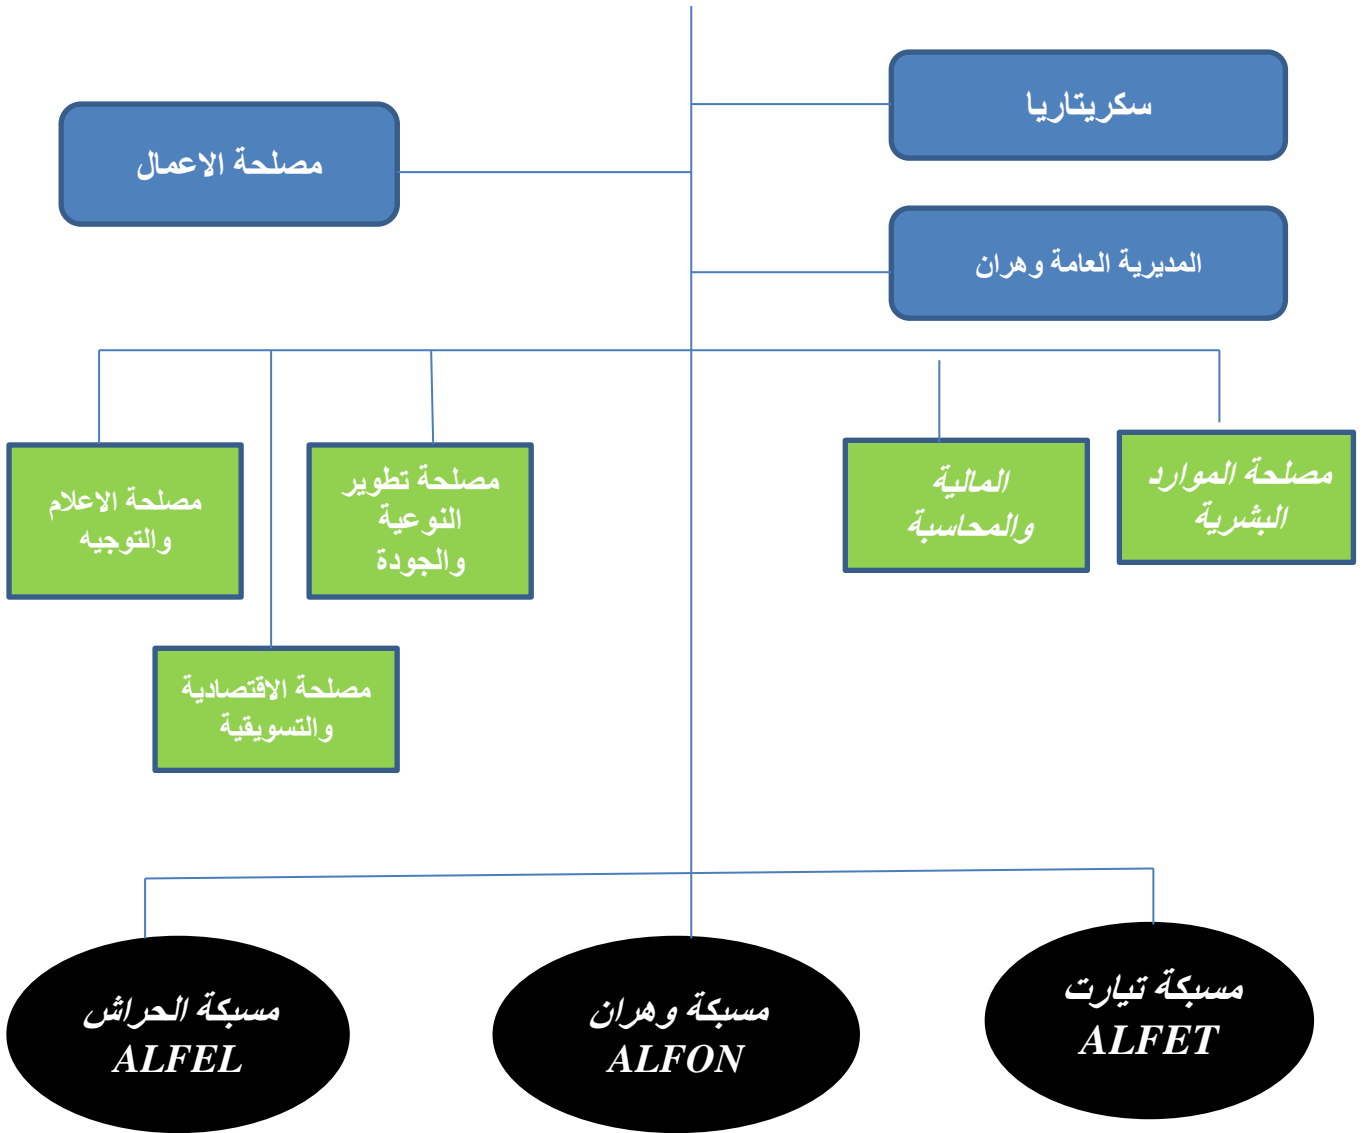 سكريتاريا
مصلحة الاعمال
المديرية العامة وهران
مصلحة الموارد
البشرية
المالية
والمحاسبة
مصلحة تطوير
النوعية
والجودة
مصلحة الاعلام
والتوجيه
مصلحة الاقتصادية
والتسويقية
مسبكة تيارت
ALFET
مسبكة وهران
ALFON
مسبكة الحراش
ALFEL